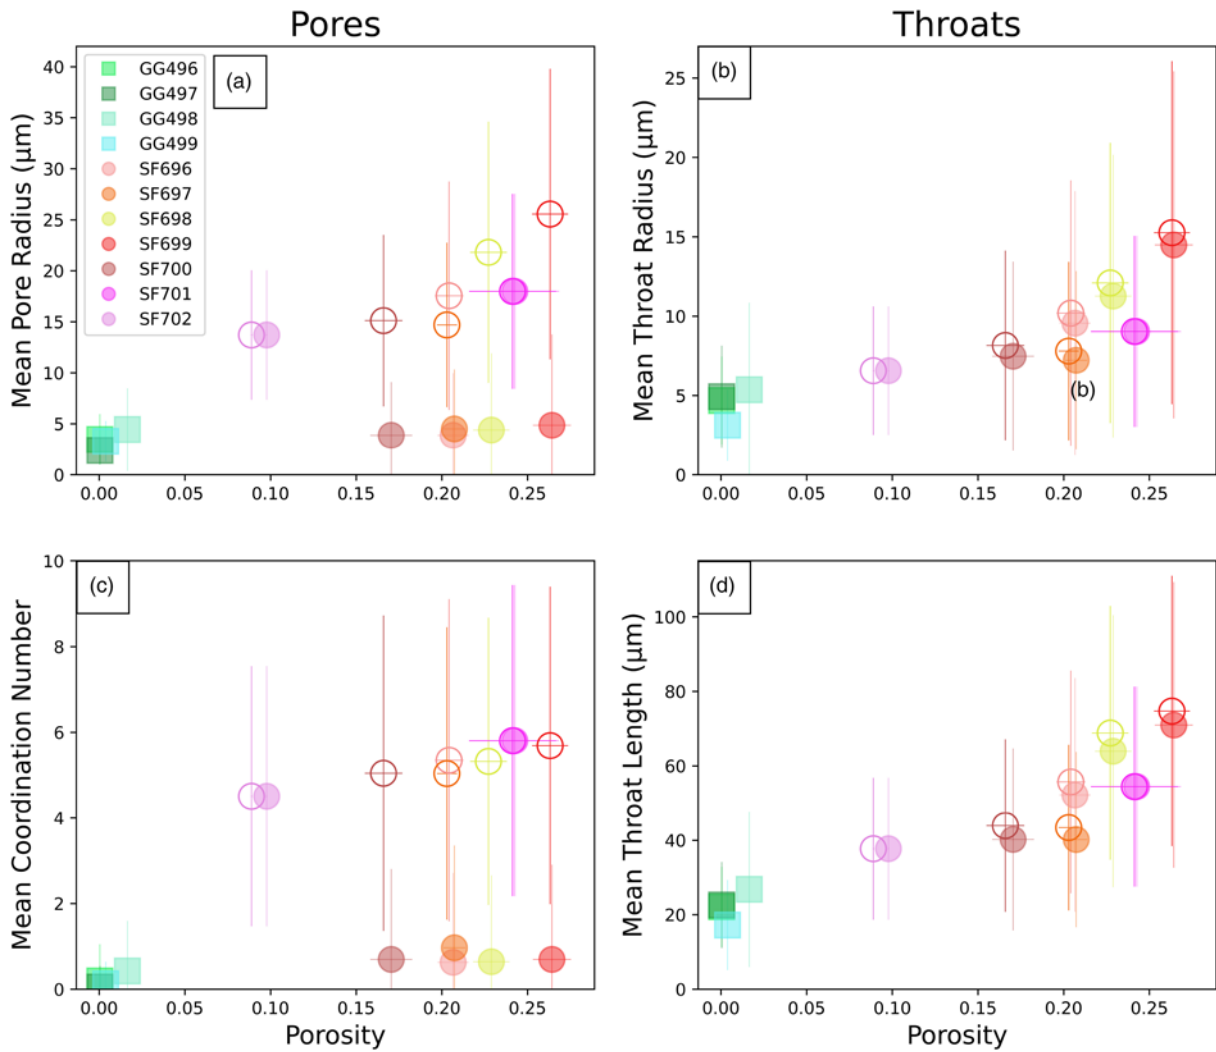 Pores
Throats
Mean Pore Radius (μm)
40
35
30
25
20
15
10
5
0
0.00 0.05 0.10 0.15 0.20 0.25
GG496
GG497
GG498
GG499
SF696
SF697
SF698
SF699
SF700
SF701
SF702
(a)
Mean Throat Radius (μm)
25
20
15
10
5
0
0.00 0.05 0.10 0.15 0.20 0.25
(b)
(b)
Mean Coordination Number
10
8
6
4
2
0
0.00 0.05 0.10 0.15 0.20 0.25
Porosity
(c)
Mean Throat Length (μm)
100
80
60
40
20
0
0.00 0.05 0.10 0.15 0.20 0.25
Porosity
(d)